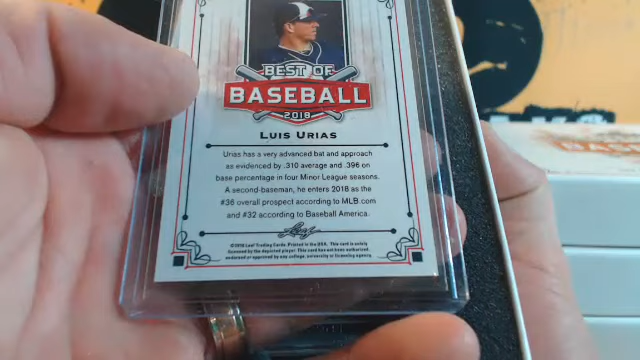 BEST OF
BASEBALL
2018
LUIS URIAS
Urias has a very advanced bat and approach
as evidenced by .310 average and .396 on
base percentage in four Minor League seasons.
A second-baseman, he enters 2018 as the
#36 overall prospect according to MLB.com
and #32 according to Baseball America.
Leaf
©2018 Leaf Trading Cards. Printed in the USA. This card is solely
licensed by the depicted player. This card has not been authorized,
endorsed or approved by any college, university or licensing agency.